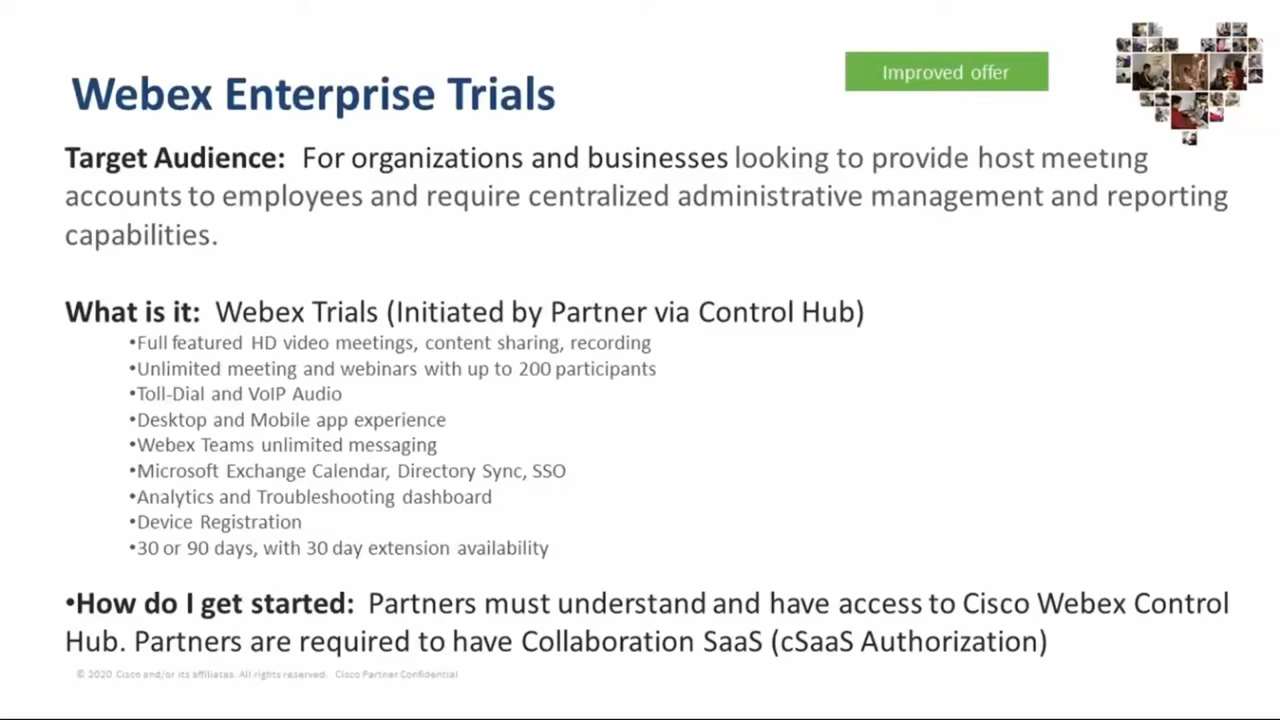 Improved offer
Webex Enterprise Trials
Target Audience: For organizations and businesses looking to provide host meeting
accounts to employees and require centralized administrative management and reporting
capabilities.
What is it: Webex Trials (Initiated by Partner via Control Hub)
•Full featured HD video meetings, content sharing, recording
•Unlimited meeting and webinars with up to 200 participants
•Toll-Dial and VoIP Audio
•Desktop and Mobile app experience
•Webex Teams unlimited messaging
•Microsoft Exchange Calendar, Directory Sync, SSO
•Analytics and Troubleshooting dashboard
•Device Registration
•30 or 90 days, with 30 day extension availability
•How do I get started: Partners must understand and have access to Cisco Webex Control
Hub. Partners are required to have Collaboration SaaS (cSaaS Authorization)
© 2020 Cisco and/or its affiliates. All rights reserved. Cisco Partner Confidential